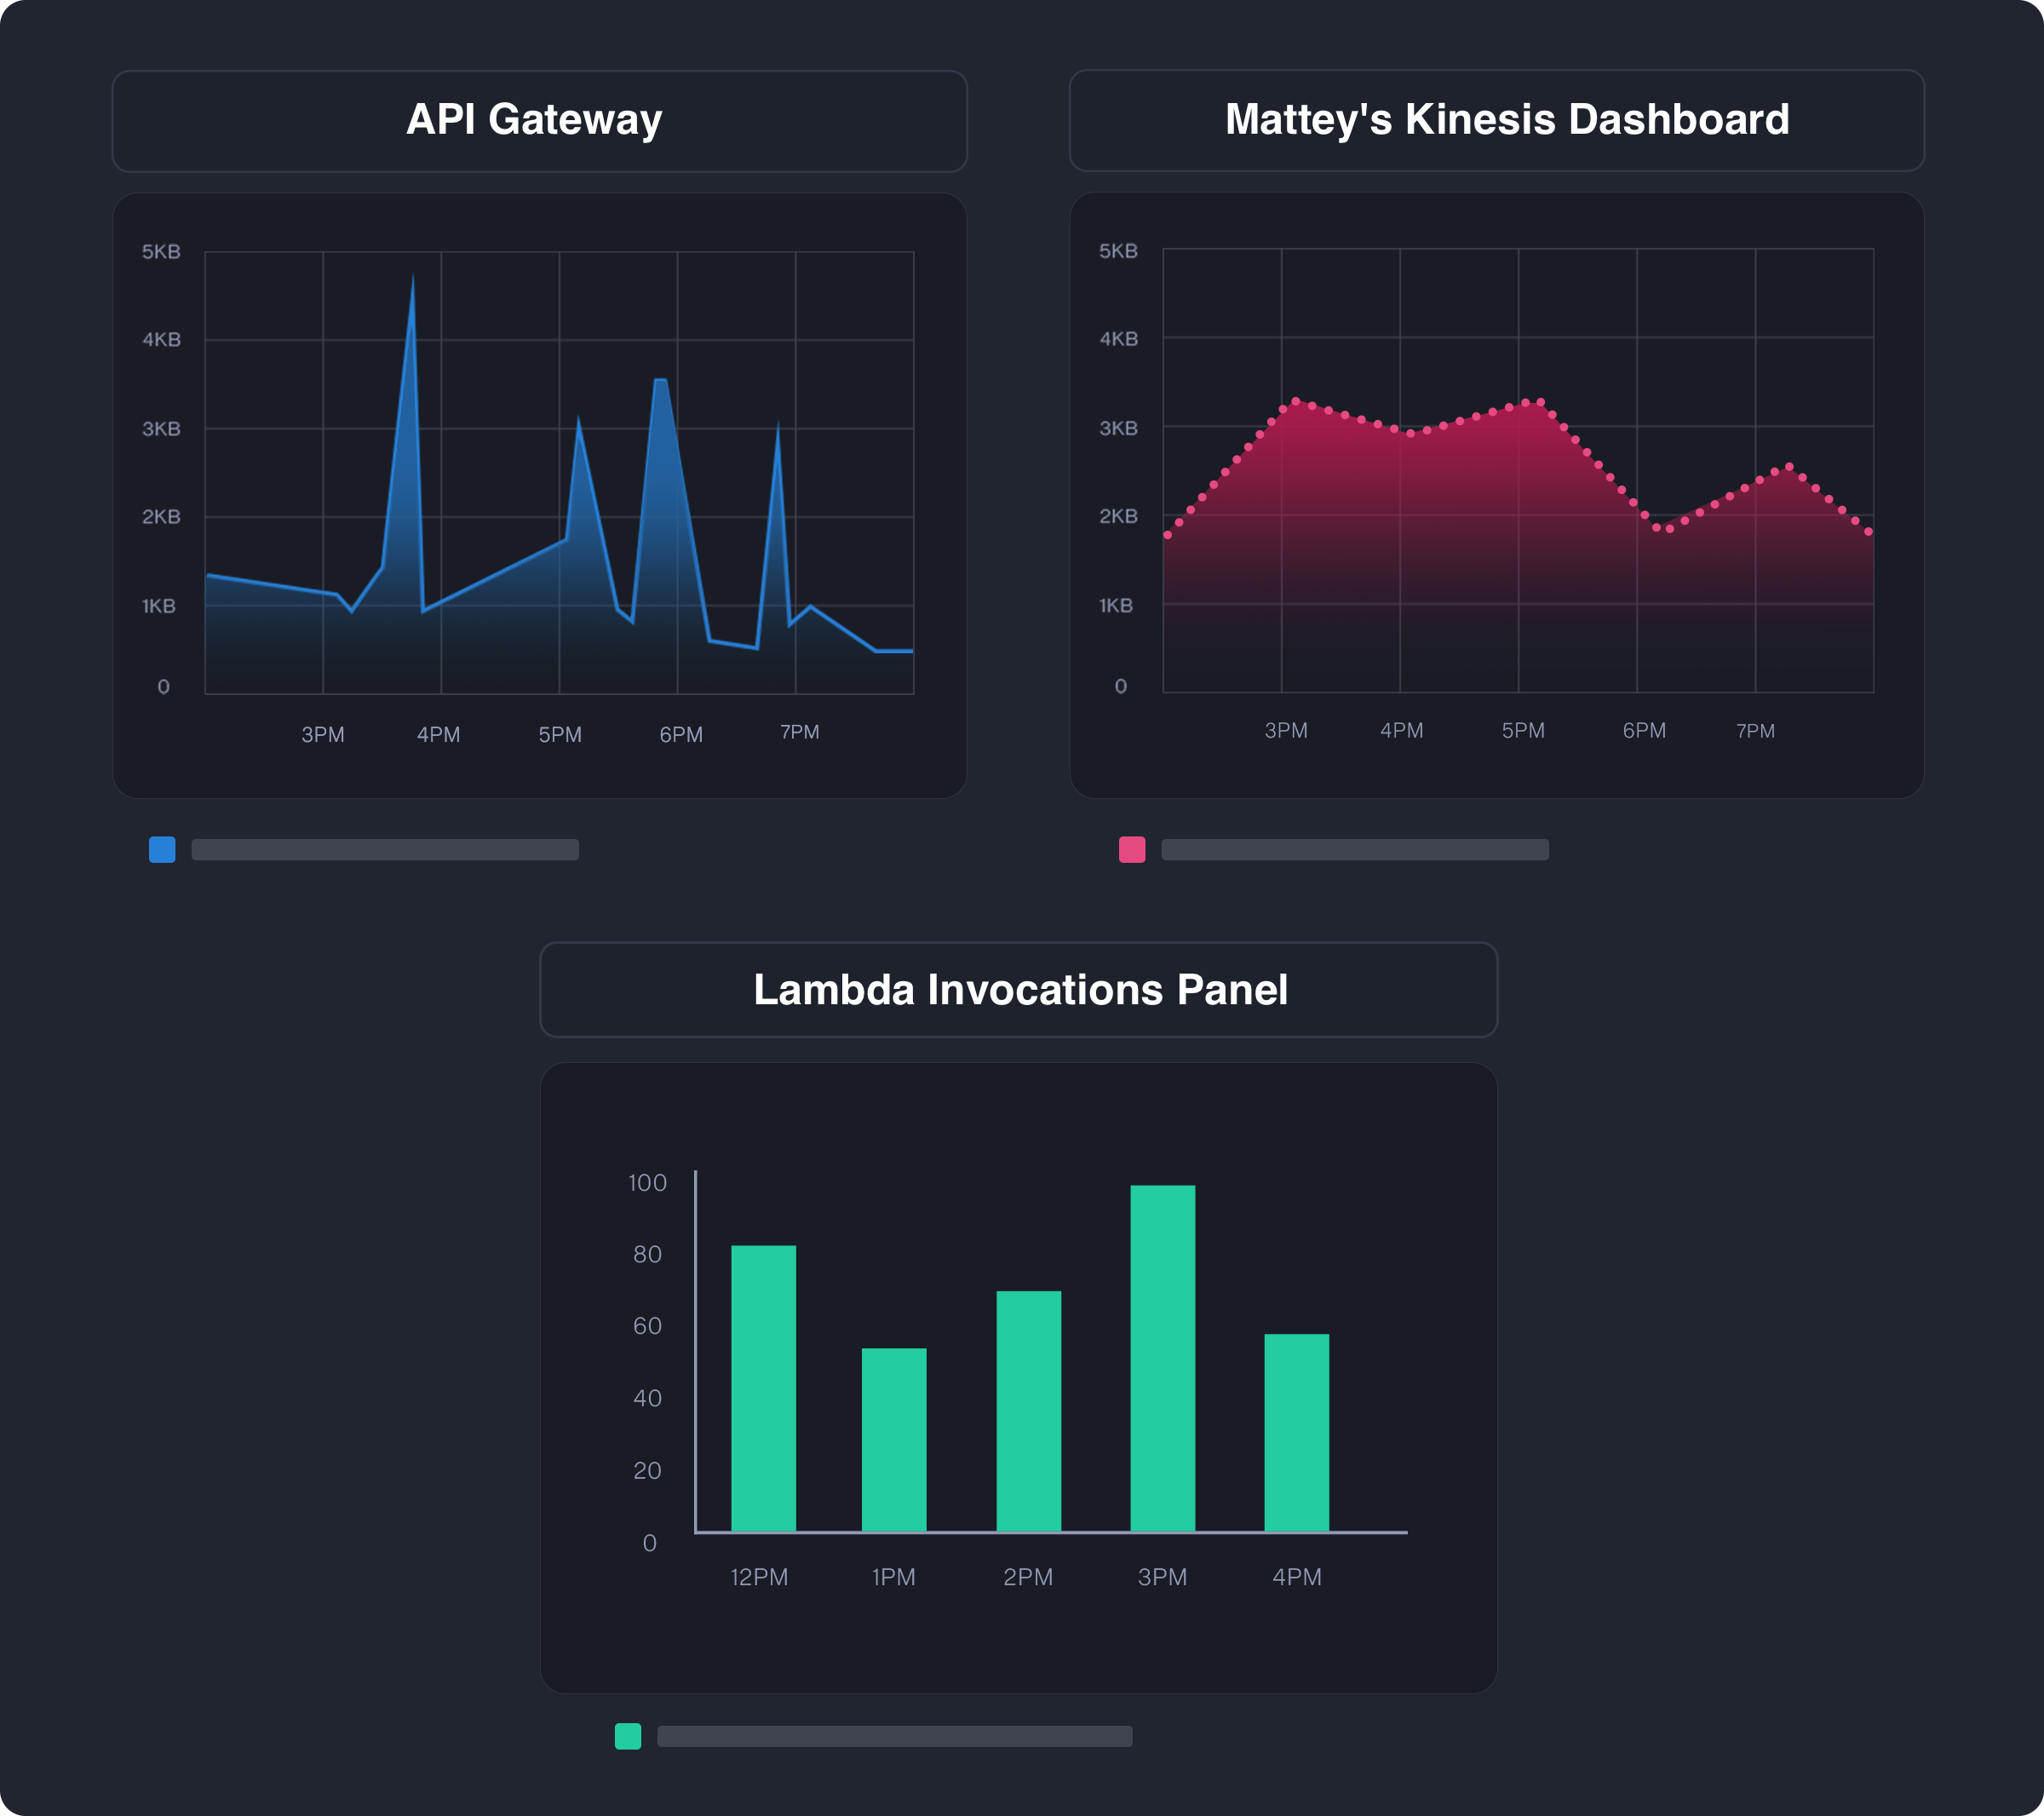 API Gateway
5KB
4KB
3KB
2KB
1KB
0
3PM 4PM 5PM 6PM 7PM
Mattey's Kinesis Dashboard
5KB
4KB
3KB
2KB
1KB
0
3PM 4PM 5PM 6PM 7PM
Lambda Invocations Panel
100
80
60
40
20
0
12PM 1PM 2PM 3PM 4PM